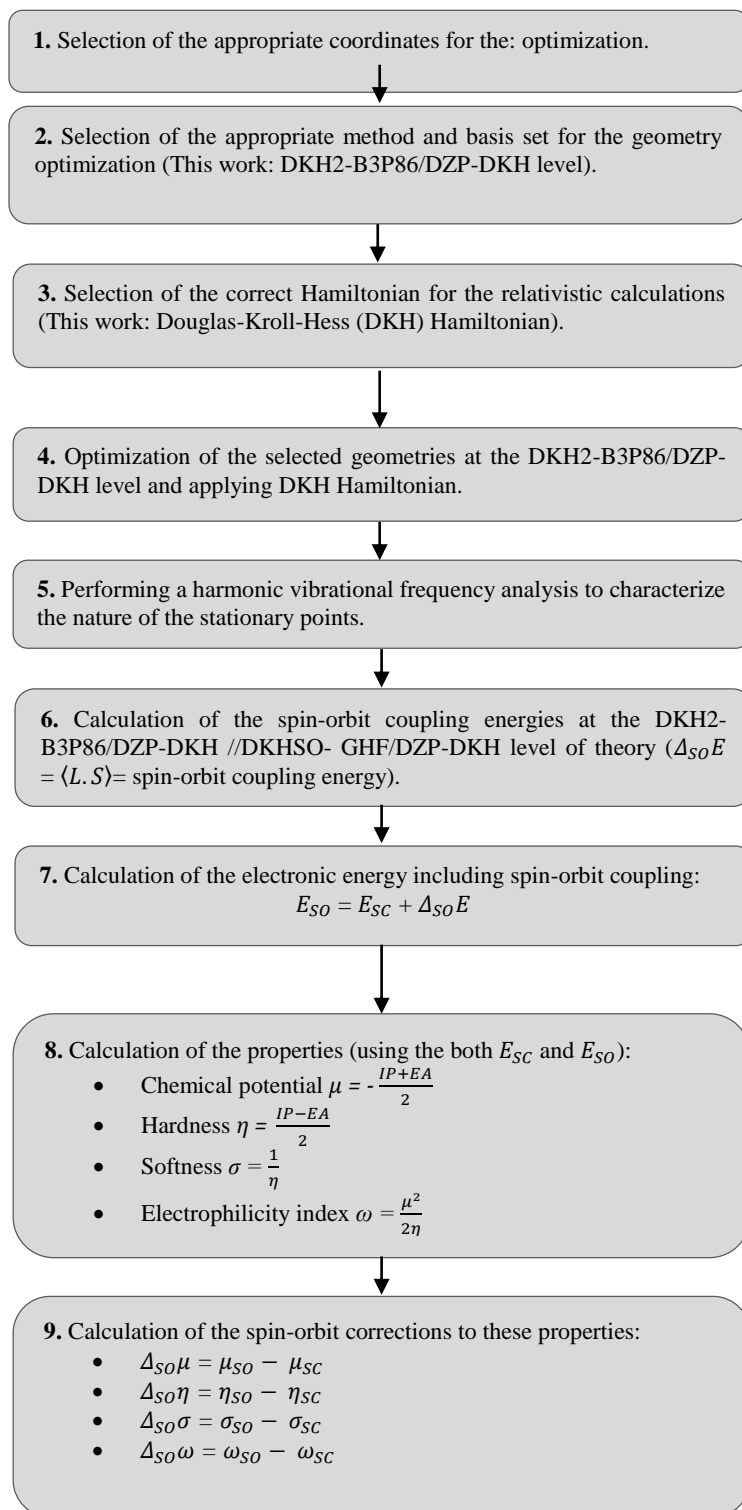 1. Selection of the appropriate coordinates for the: optimization.
2. Selection of the appropriate method and basis set for the geometry
optimization (This work: DKH2-B3P86/DZP-DKH level).
3. Selection of the correct Hamiltonian for the relativistic calculations
(This work: Douglas-Kroll-Hess (DKH) Hamiltonian).
4. Optimization of the selected geometries at the DKH2-B3P86/DZP-
DKH level and applying DKH Hamiltonian.
5. Performing a harmonic vibrational frequency analysis to characterize
the nature of the stationary points.
6. Calculation of the spin-orbit coupling energies at the DKH2-
B3P86/DZP-DKH //DKHSO- GHF/DZP-DKH level of theory (Δ_SO E
= ⟨L.S⟩= spin-orbit coupling energy).
7. Calculation of the electronic energy including spin-orbit coupling:
E_SO = E_SC + Δ_SO E
8. Calculation of the properties (using the both E_SC and E_SO):
• Chemical potential μ = - (IP+EA)/2
• Hardness η = (IP−EA)/2
• Softness σ = 1/η
• Electrophilicity index ω = μ²/2η
9. Calculation of the spin-orbit corrections to these properties:
• Δ_SO μ = μ_SO − μ_SC
• Δ_SO η = η_SO − η_SC
• Δ_SO σ = σ_SO − σ_SC
• Δ_SO ω = ω_SO − ω_SC